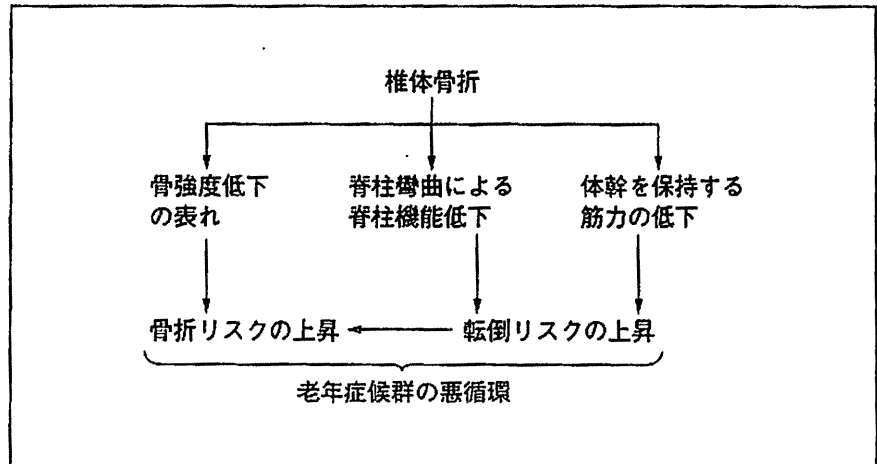 椎体骨折
骨強度低下
の表れ
脊柱彎曲による
脊柱機能低下
体幹を保持する
筋力の低下
骨折リスクの上昇
転倒リスクの上昇
老年症候群の悪循環